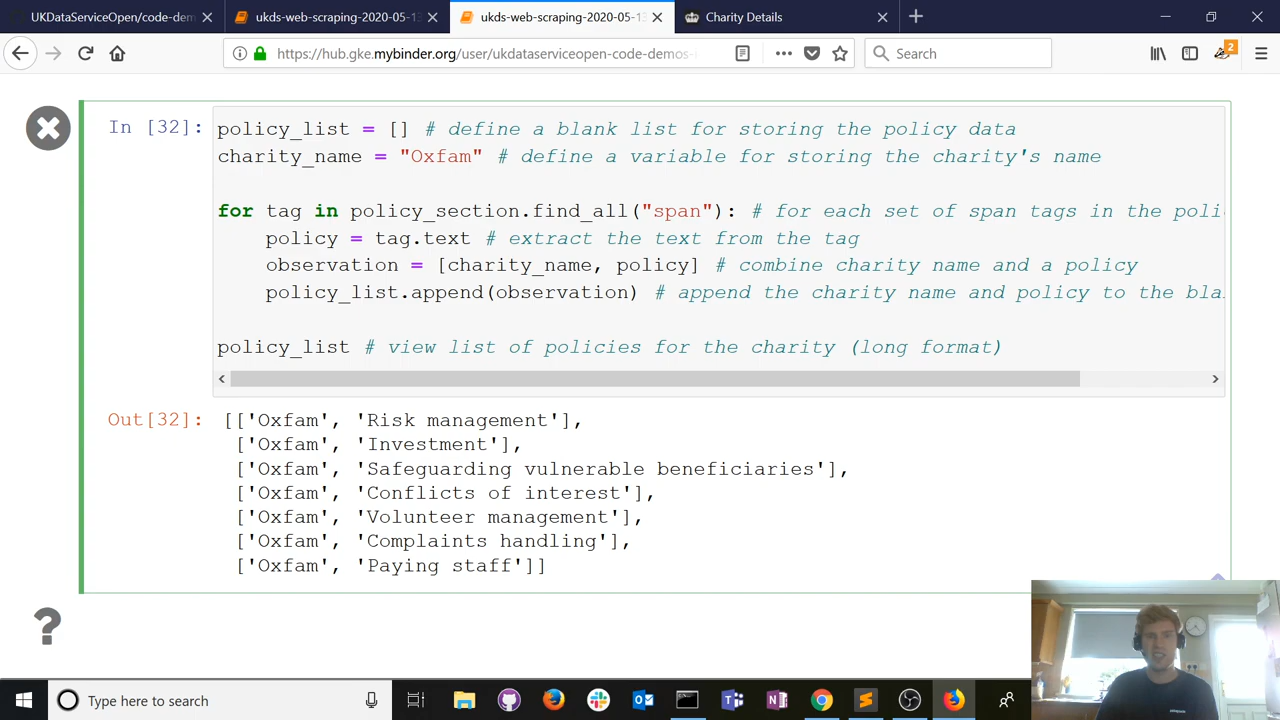 UKDataServiceOpen/code-dem
ukds-web-scraping-2020-05-13
ukds-web-scraping-2020-05-13
Charity Details
https://hub.gke.mybinder.org/user/ukdataserviceopen-code-demos-
Search
2
In [32]:
policy_list = [] # define a blank list for storing the policy data
charity_name = "Oxfam" # define a variable for storing the charity's name
for tag in policy_section.find_all("span"): # for each set of span tags in the poli
policy = tag.text # extract the text from the tag
observation = [charity_name, policy] # combine charity name and a policy
policy_list.append(observation) # append the charity name and policy to the bla
policy_list # view list of policies for the charity (long format)
Out[32]:
[['Oxfam', 'Risk management'],
['Oxfam', 'Investment'],
['Oxfam', 'Safeguarding vulnerable beneficiaries'],
['Oxfam', 'Conflicts of interest'],
['Oxfam', 'Volunteer management'],
['Oxfam', 'Complaints handling'],
['Oxfam', 'Paying staff']]
?
Type here to search